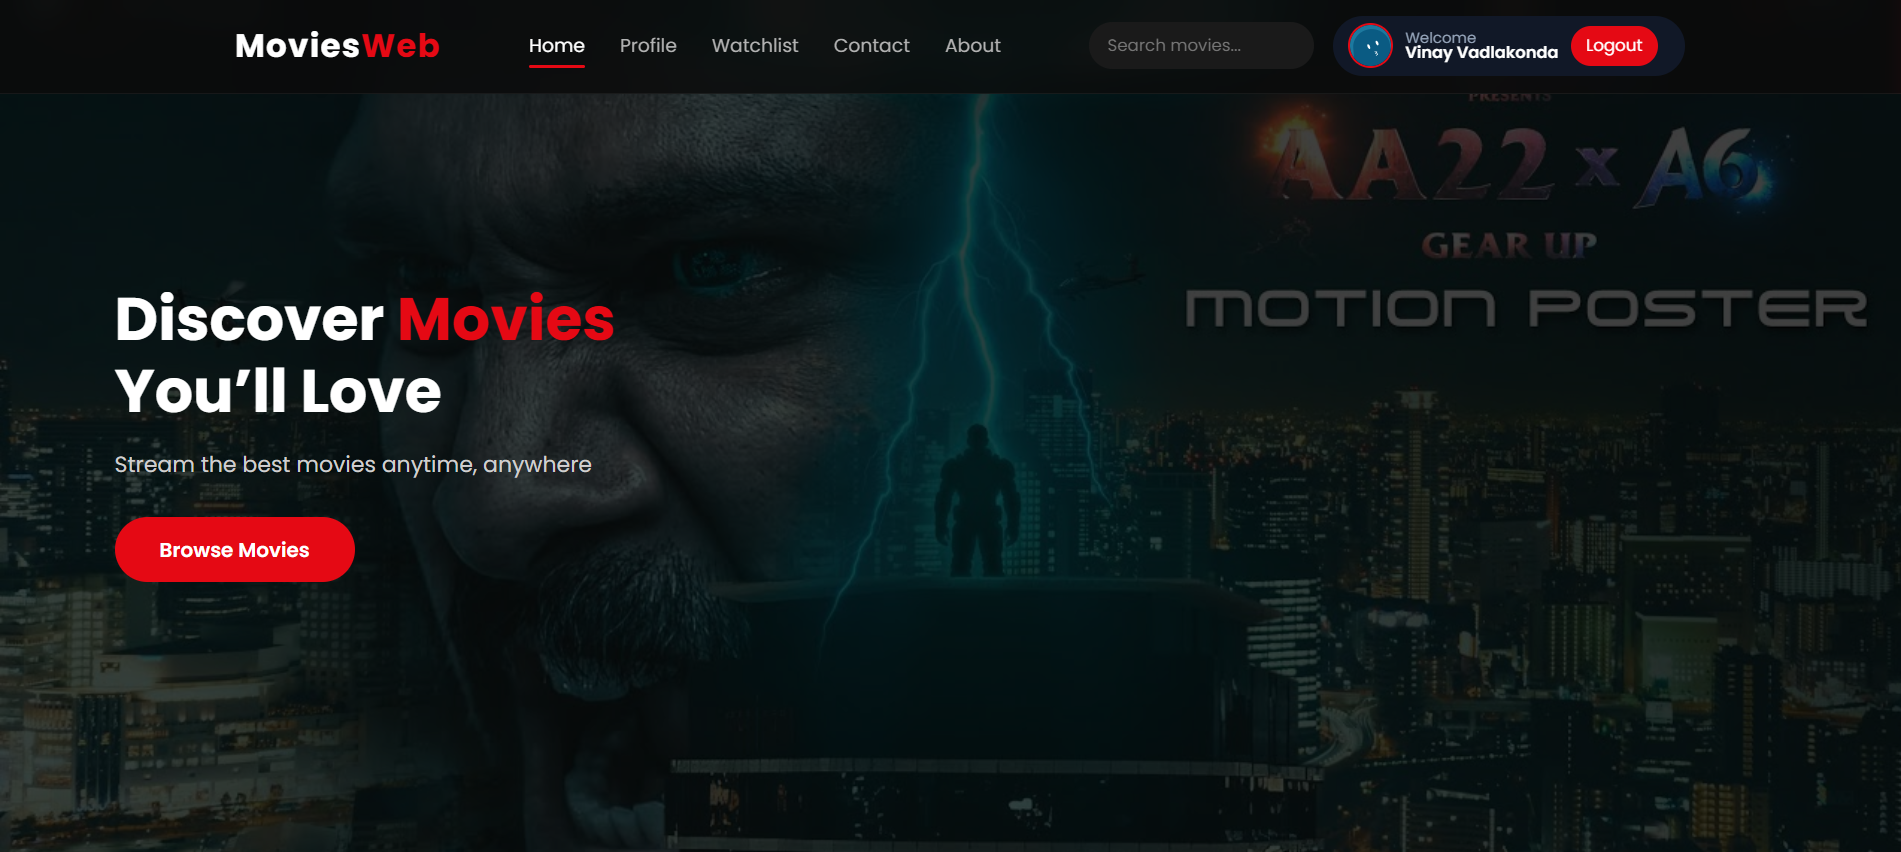 MoviesWeb
Home Profile Watchlist Contact About
Search movies...
Welcome
Vinay Vadlakonda
Logout
PRESENTS
AA22 x A6
GEAR UP
MOTION POSTER
Discover Movies
You’ll Love
Stream the best movies anytime, anywhere
Browse Movies